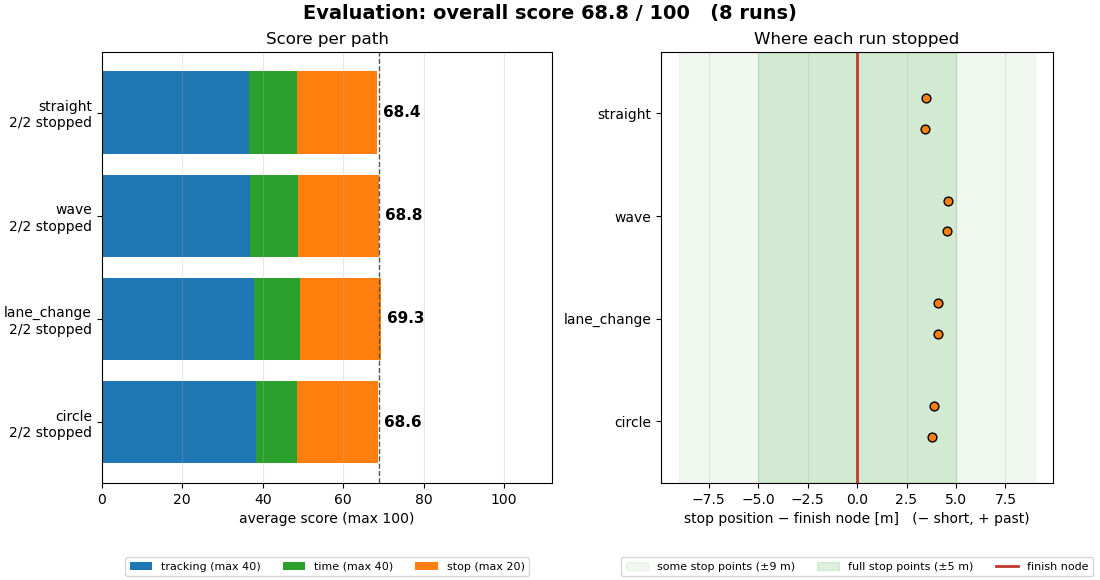 Evaluation: overall score 68.8 / 100   (8 runs)
Score per path
straight
2/2 stopped
68.4
wave
2/2 stopped
68.8
lane_change
2/2 stopped
69.3
circle
2/2 stopped
68.6
0 20 40 60 80 100
average score (max 100)
tracking (max 40) time (max 40) stop (max 20)
Where each run stopped
straight
wave
lane_change
circle
−7.5 −5.0 −2.5 0.0 2.5 5.0 7.5
stop position − finish node [m]   (− short, + past)
some stop points (±9 m) full stop points (±5 m) finish node